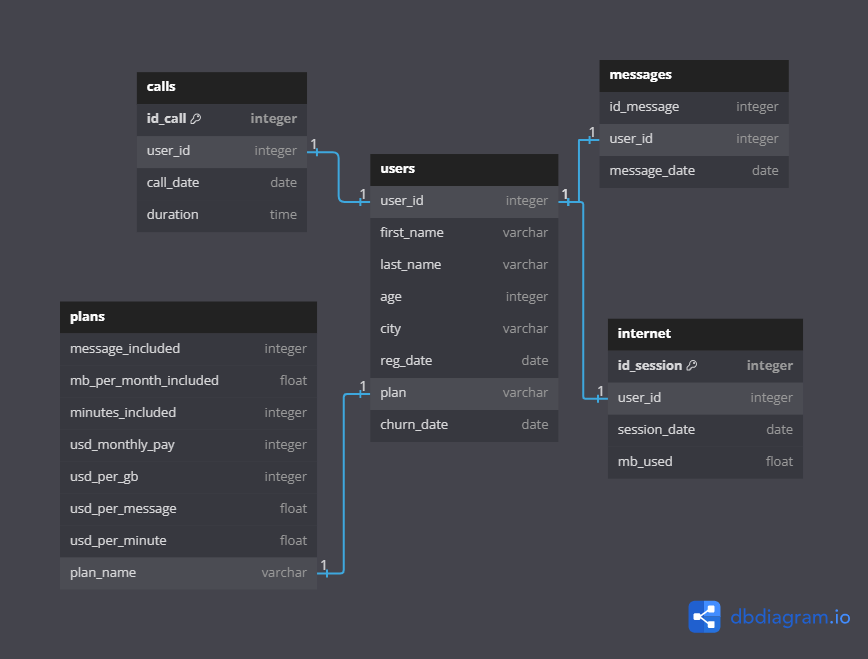 calls
id_call integer
user_id integer
call_date date
duration time
1
1
users
user_id integer
first_name varchar
last_name varchar
age integer
city varchar
reg_date date
plan varchar
churn_date date
1
1
messages
id_message integer
user_id integer
message_date date
1
internet
id_session integer
user_id integer
session_date date
mb_used float
1
plans
message_included integer
mb_per_month_included float
minutes_included integer
usd_monthly_pay integer
usd_per_gb integer
usd_per_message float
usd_per_minute float
plan_name varchar
1
dbdiagram.io